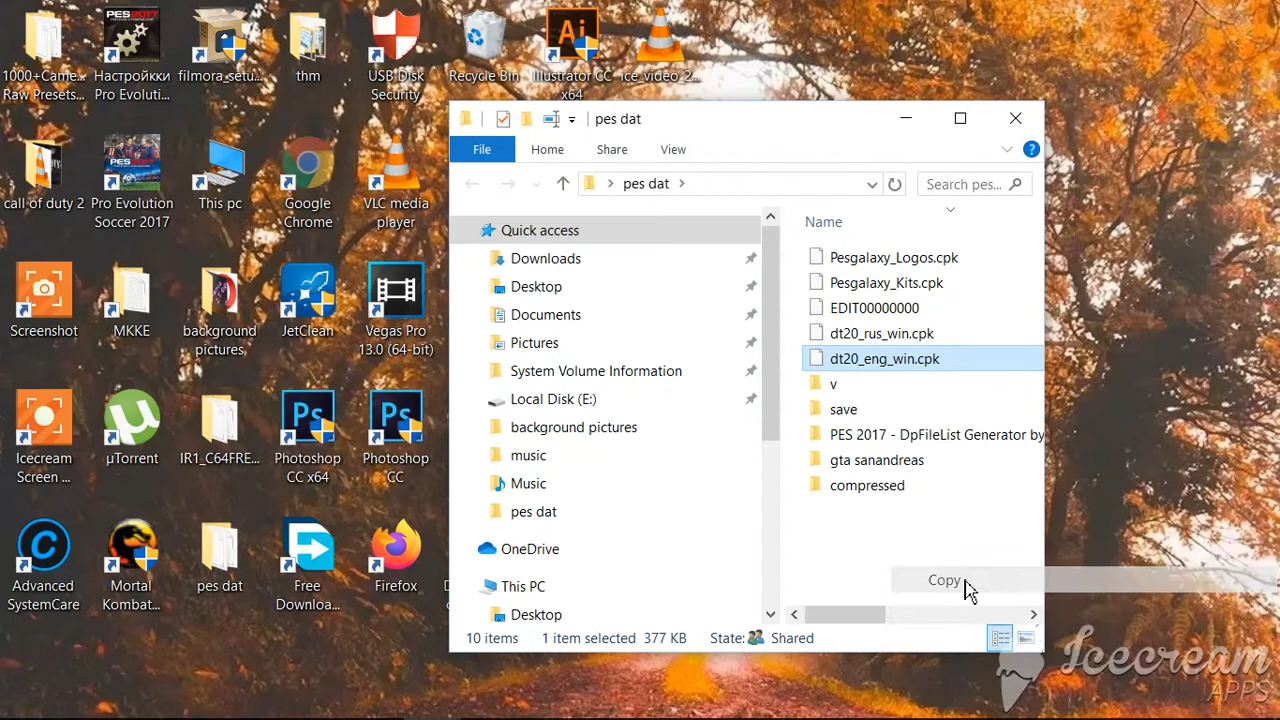 1000+Came...
Raw Presets...
PES2017
Настройкки
Pro Evoluti...
filmora_setu...
thm
USB Disk
Security
Recycle Bin
Ai
Illustrator CC
x64
ice_video_2...
call of duty 2
Pro Evolution
Soccer 2017
This pc
Google
Chrome
VLC media
player
Screenshot
MKKE
background
pictures
JetClean
Vegas Pro
13.0 (64-bit)
Icecream
Screen ...
µTorrent
IR1_C64FRE...
Ps
Photoshop
CC x64
Ps
Photoshop
CC
Advanced
SystemCare
Mortal
Kombat...
pes dat
Free
Downloa...
Firefox
pes dat
File
Home
Share
View
pes dat
Search pes...
Quick access
Downloads
Desktop
Documents
Pictures
System Volume Information
Local Disk (E:)
background pictures
music
Music
pes dat
OneDrive
This PC
Desktop
Name
Pesgalaxy_Logos.cpk
Pesgalaxy_Kits.cpk
EDIT00000000
dt20_rus_win.cpk
dt20_eng_win.cpk
v
save
PES 2017 - DpFileList Generator by
gta sanandreas
compressed
Copy
10 items
1 item selected 377 KB
State:
Shared
Icecream
APPS